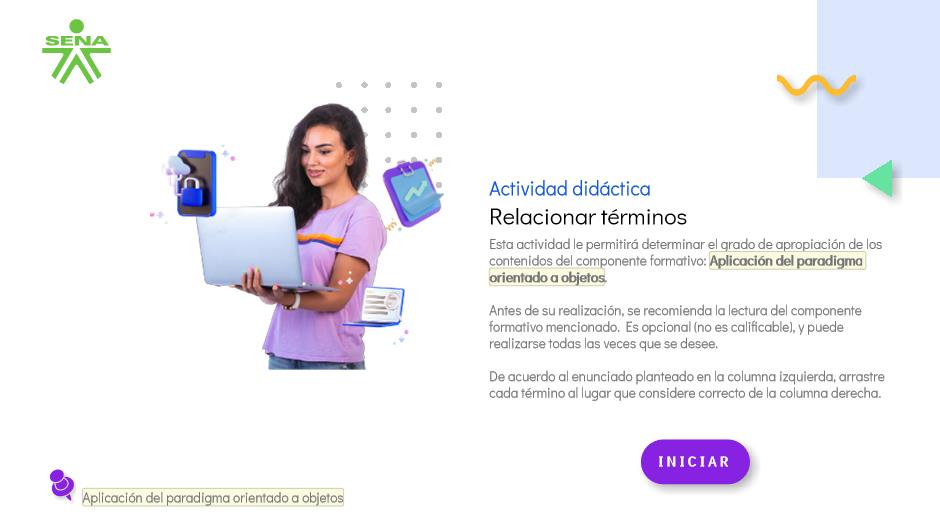 SENA
Actividad didáctica
Relacionar términos
Esta actividad le permitirá determinar el grado de apropiación de los
contenidos del componente formativo: Aplicación del paradigma
orientado a objetos.
Antes de su realización, se recomienda la lectura del componente
formativo mencionado. Es opcional (no es calificable), y puede
realizarse todas las veces que se desee.
De acuerdo al enunciado planteado en la columna izquierda, arrastre
cada término al lugar que considere correcto de la columna derecha.
INICIAR
Aplicación del paradigma orientado a objetos